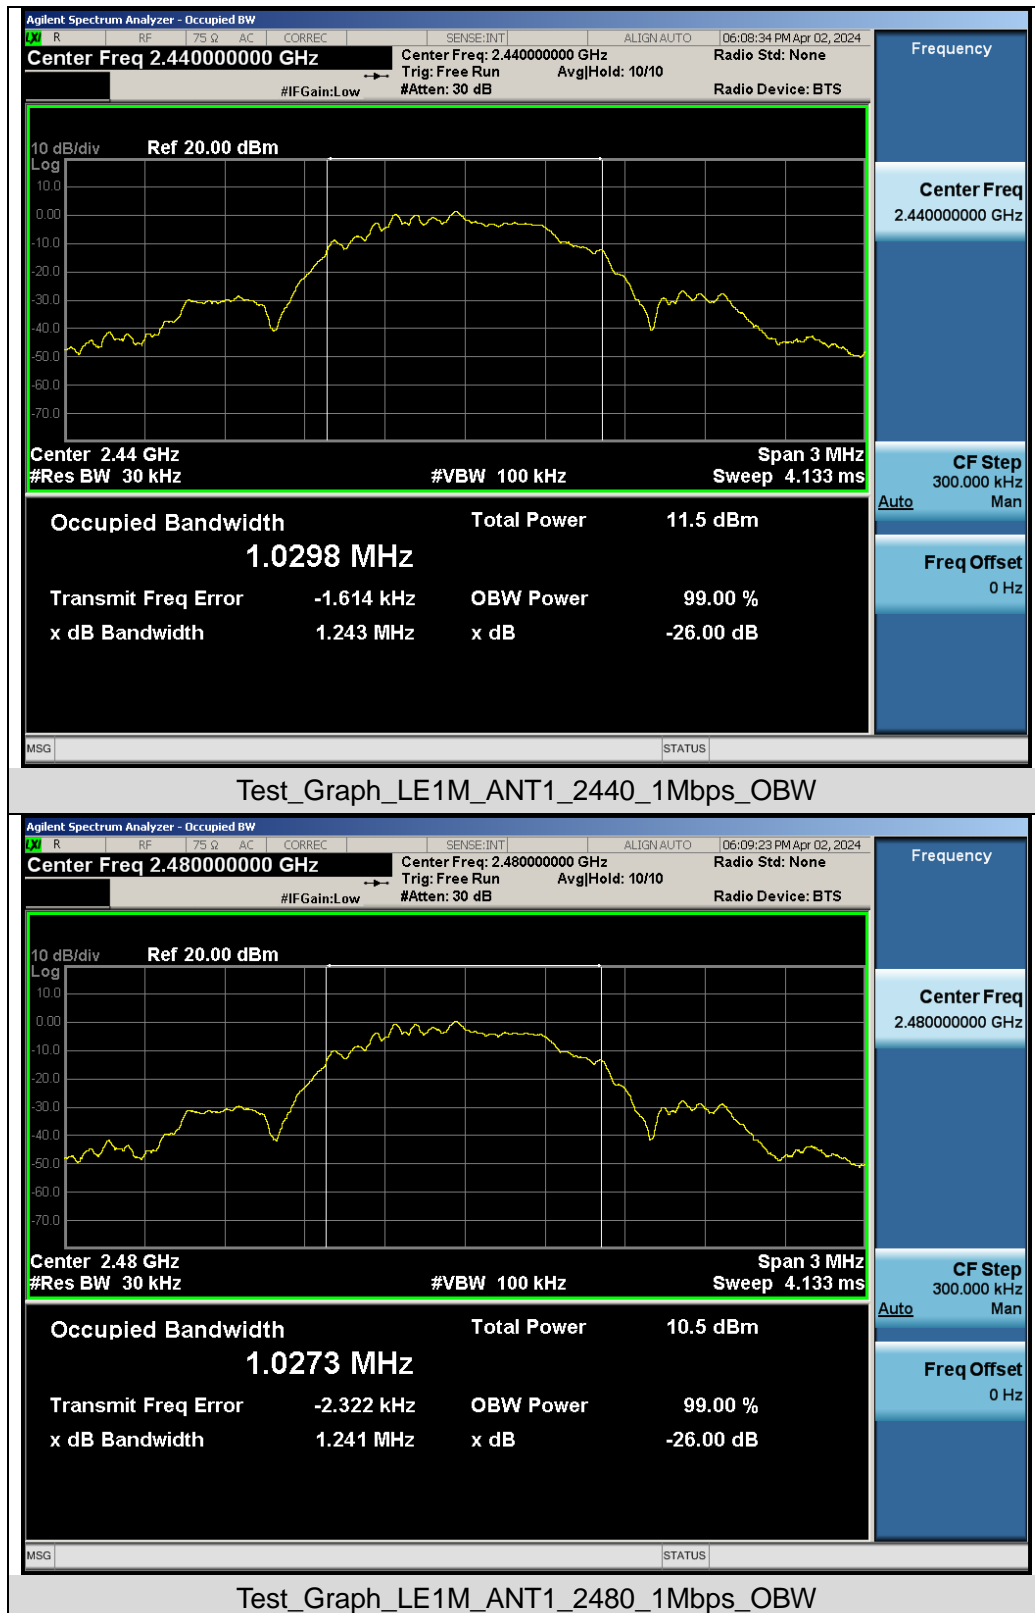 Agilent Spectrum Analyzer - Occupied BW
LXI R RF 75 Ω AC CORREC SENSE:INT ALIGN AUTO 06:08:34 PM Apr 02, 2024
Center Freq 2.440000000 GHz
Center Freq: 2.440000000 GHz
Radio Std: None
Trig: Free Run Avg|Hold: 10/10
#IFGain:Low
#Atten: 30 dB
Radio Device: BTS
Frequency
10 dB/div Ref 20.00 dBm
Log
10.0
0.00
-10.0
-20.0
-30.0
-40.0
-50.0
-60.0
-70.0
Center Freq
2.440000000 GHz
Center 2.44 GHz Span 3 MHz
#Res BW 30 kHz #VBW 100 kHz Sweep 4.133 ms
CF Step
300.000 kHz
Auto Man
Occupied Bandwidth Total Power 11.5 dBm
1.0298 MHz
Transmit Freq Error -1.614 kHz OBW Power 99.00 %
x dB Bandwidth 1.243 MHz x dB -26.00 dB
Freq Offset
0 Hz
MSG STATUS
Test_Graph_LE1M_ANT1_2440_1Mbps_OBW
Agilent Spectrum Analyzer - Occupied BW
LXI R RF 75 Ω AC CORREC SENSE:INT ALIGN AUTO 06:09:23 PM Apr 02, 2024
Center Freq 2.480000000 GHz
Center Freq: 2.480000000 GHz
Radio Std: None
Trig: Free Run Avg|Hold: 10/10
#IFGain:Low
#Atten: 30 dB
Radio Device: BTS
Frequency
10 dB/div Ref 20.00 dBm
Log
10.0
0.00
-10.0
-20.0
-30.0
-40.0
-50.0
-60.0
-70.0
Center Freq
2.480000000 GHz
Center 2.48 GHz Span 3 MHz
#Res BW 30 kHz #VBW 100 kHz Sweep 4.133 ms
CF Step
300.000 kHz
Auto Man
Occupied Bandwidth Total Power 10.5 dBm
1.0273 MHz
Transmit Freq Error -2.322 kHz OBW Power 99.00 %
x dB Bandwidth 1.241 MHz x dB -26.00 dB
Freq Offset
0 Hz
MSG STATUS
Test_Graph_LE1M_ANT1_2480_1Mbps_OBW